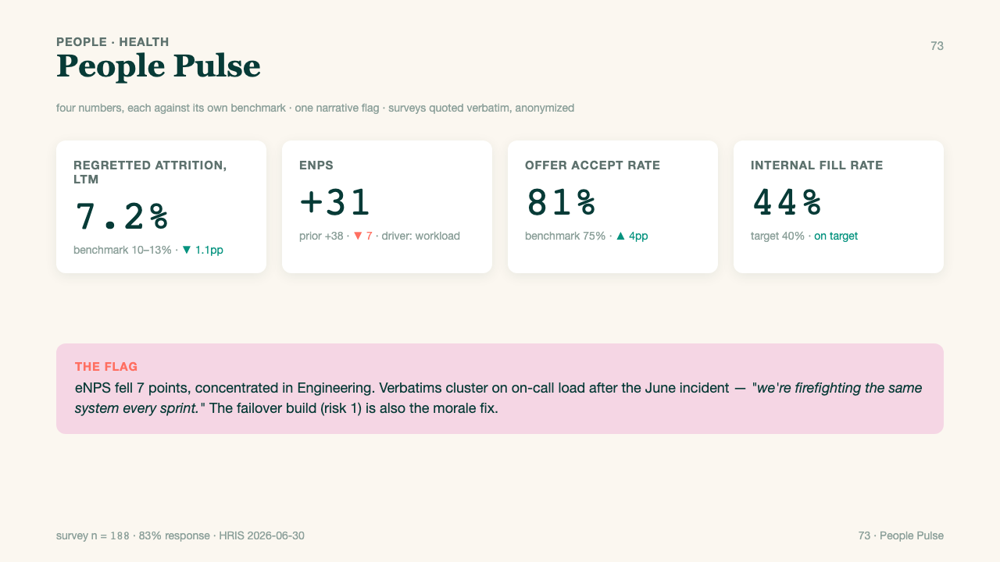 PEOPLE · HEALTH
People Pulse
73
four numbers, each against its own benchmark · one narrative flag · surveys quoted verbatim, anonymized
REGRETTED ATTRITION,
LTM
7.2%
benchmark 10–13% · ▼ 1.1pp
ENPS
+31
prior +38 · ▼ 7 · driver: workload
OFFER ACCEPT RATE
81%
benchmark 75% · ▲ 4pp
INTERNAL FILL RATE
44%
target 40% · on target
THE FLAG
eNPS fell 7 points, concentrated in Engineering. Verbatims cluster on on-call load after the June incident — "we're firefighting the same
system every sprint." The failover build (risk 1) is also the morale fix.
survey n = 188 · 83% response · HRIS 2026-06-30
73 · People Pulse